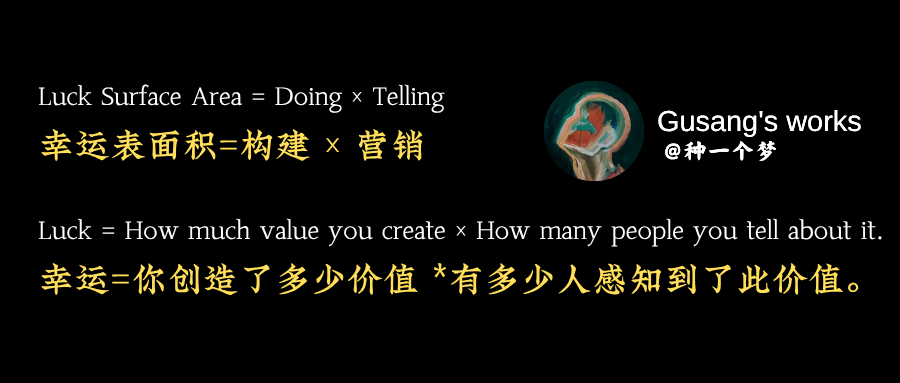 Luck Surface Area = Doing × Telling
幸运表面积=构建 × 营销
Gusang's works
@种一个梦
Luck = How much value you create × How many people you tell about it.
幸运=你创造了多少价值 *有多少人感知到了此价值。